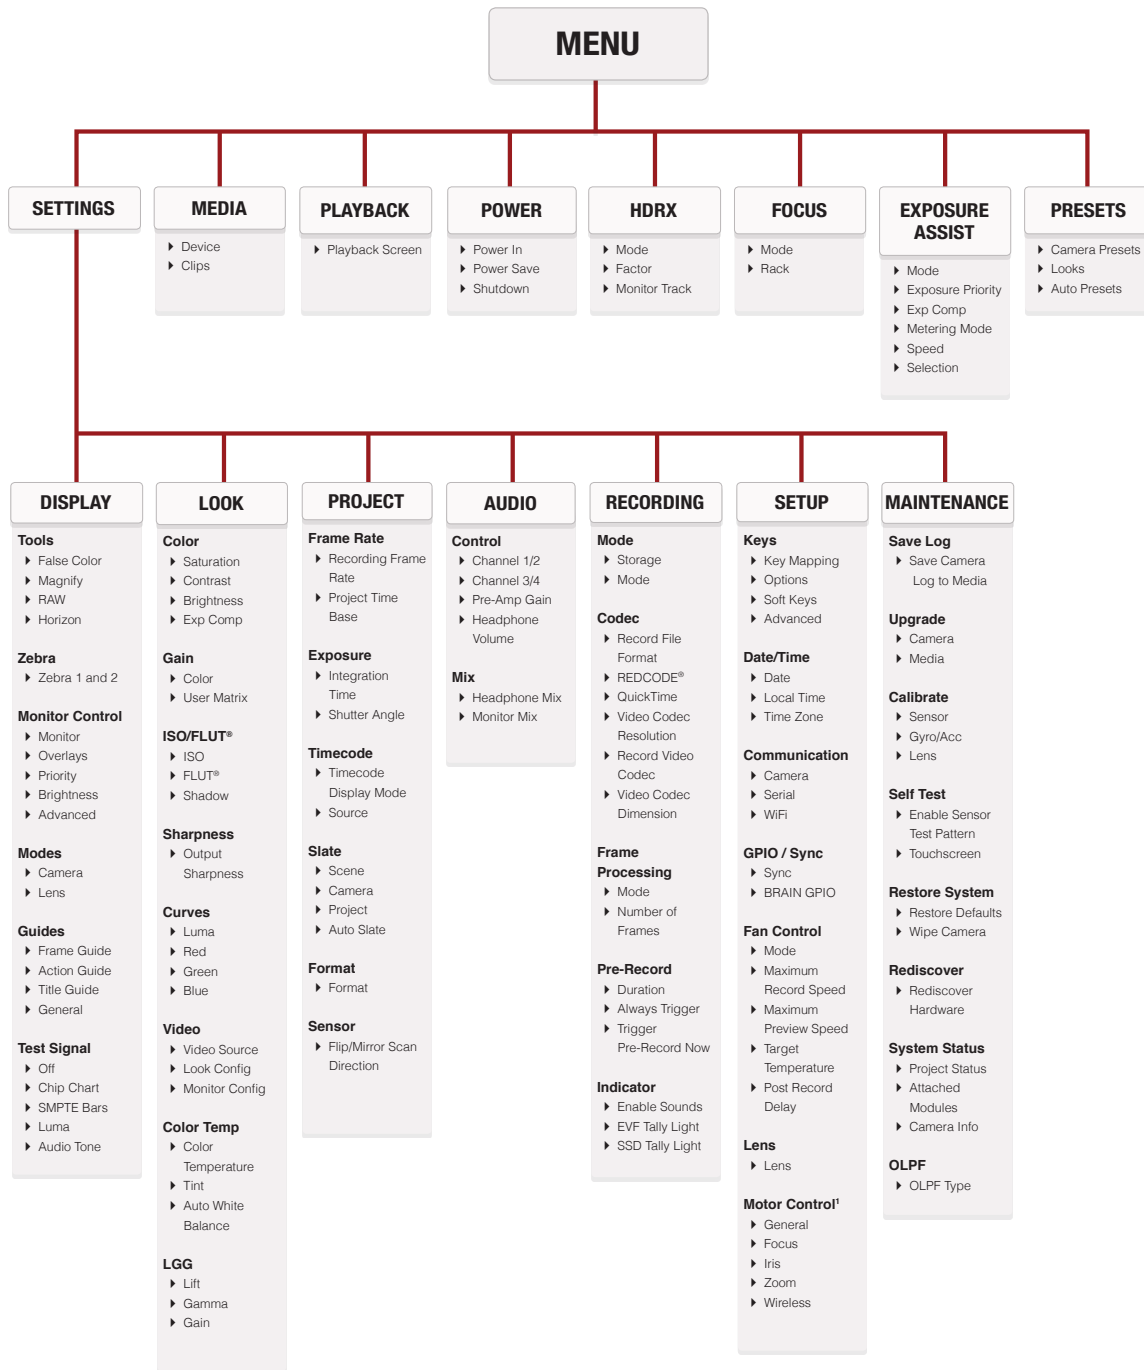 MENU
SETTINGS
MEDIA
Device
Clips
PLAYBACK
Playback Screen
POWER
Power In
Power Save
Shutdown
HDRX
Mode
Factor
Monitor Track
FOCUS
Mode
Rack
EXPOSURE
ASSIST
Mode
Exposure Priority
Exp Comp
Metering Mode
Speed
Selection
PRESETS
Camera Presets
Looks
Auto Presets
DISPLAY
Tools
False Color
Magnify
RAW
Horizon
Zebra
Zebra 1 and 2
Monitor Control
Monitor
Overlays
Priority
Brightness
Advanced
Modes
Camera
Lens
Guides
Frame Guide
Action Guide
Title Guide
General
Test Signal
Off
Chip Chart
SMPTE Bars
Luma
Audio Tone
LOOK
Color
Saturation
Contrast
Brightness
Exp Comp
Gain
Color
User Matrix
ISO/FLUT®
ISO
FLUT®
Shadow
Sharpness
Output
Sharpness
Curves
Luma
Red
Green
Blue
Video
Video Source
Look Config
Monitor Config
Color Temp
Color
Temperature
Tint
Auto White
Balance
LGG
Lift
Gamma
Gain
PROJECT
Frame Rate
Recording Frame
Rate
Project Time
Base
Exposure
Integration
Time
Shutter Angle
Timecode
Timecode
Display Mode
Source
Slate
Scene
Camera
Project
Auto Slate
Format
Format
Sensor
Flip/Mirror Scan
Direction
AUDIO
Control
Channel 1/2
Channel 3/4
Pre-Amp Gain
Headphone
Volume
Mix
Headphone Mix
Monitor Mix
RECORDING
Mode
Storage
Mode
Codec
Record File
Format
REDCODE®
QuickTime
Video Codec
Resolution
Record Video
Codec
Video Codec
Dimension
Frame
Processing
Mode
Number of
Frames
Pre-Record
Duration
Always Trigger
Trigger
Pre-Record Now
Indicator
Enable Sounds
EVF Tally Light
SSD Tally Light
SETUP
Keys
Key Mapping
Options
Soft Keys
Advanced
Date/Time
Date
Local Time
Time Zone
Communication
Camera
Serial
WiFi
GPIO / Sync
Sync
BRAIN GPIO
Fan Control
Mode
Maximum
Record Speed
Maximum
Preview Speed
Target
Temperature
Post Record
Delay
Lens
Lens
Motor Control¹
General
Focus
Iris
Zoom
Wireless
MAINTENANCE
Save Log
Save Camera
Log to Media
Upgrade
Camera
Media
Calibrate
Sensor
Gyro/Acc
Lens
Self Test
Enable Sensor
Test Pattern
Touchscreen
Restore System
Restore Defaults
Wipe Camera
Rediscover
Rediscover
Hardware
System Status
Project Status
Attached
Modules
Camera Info
OLPF
OLPF Type